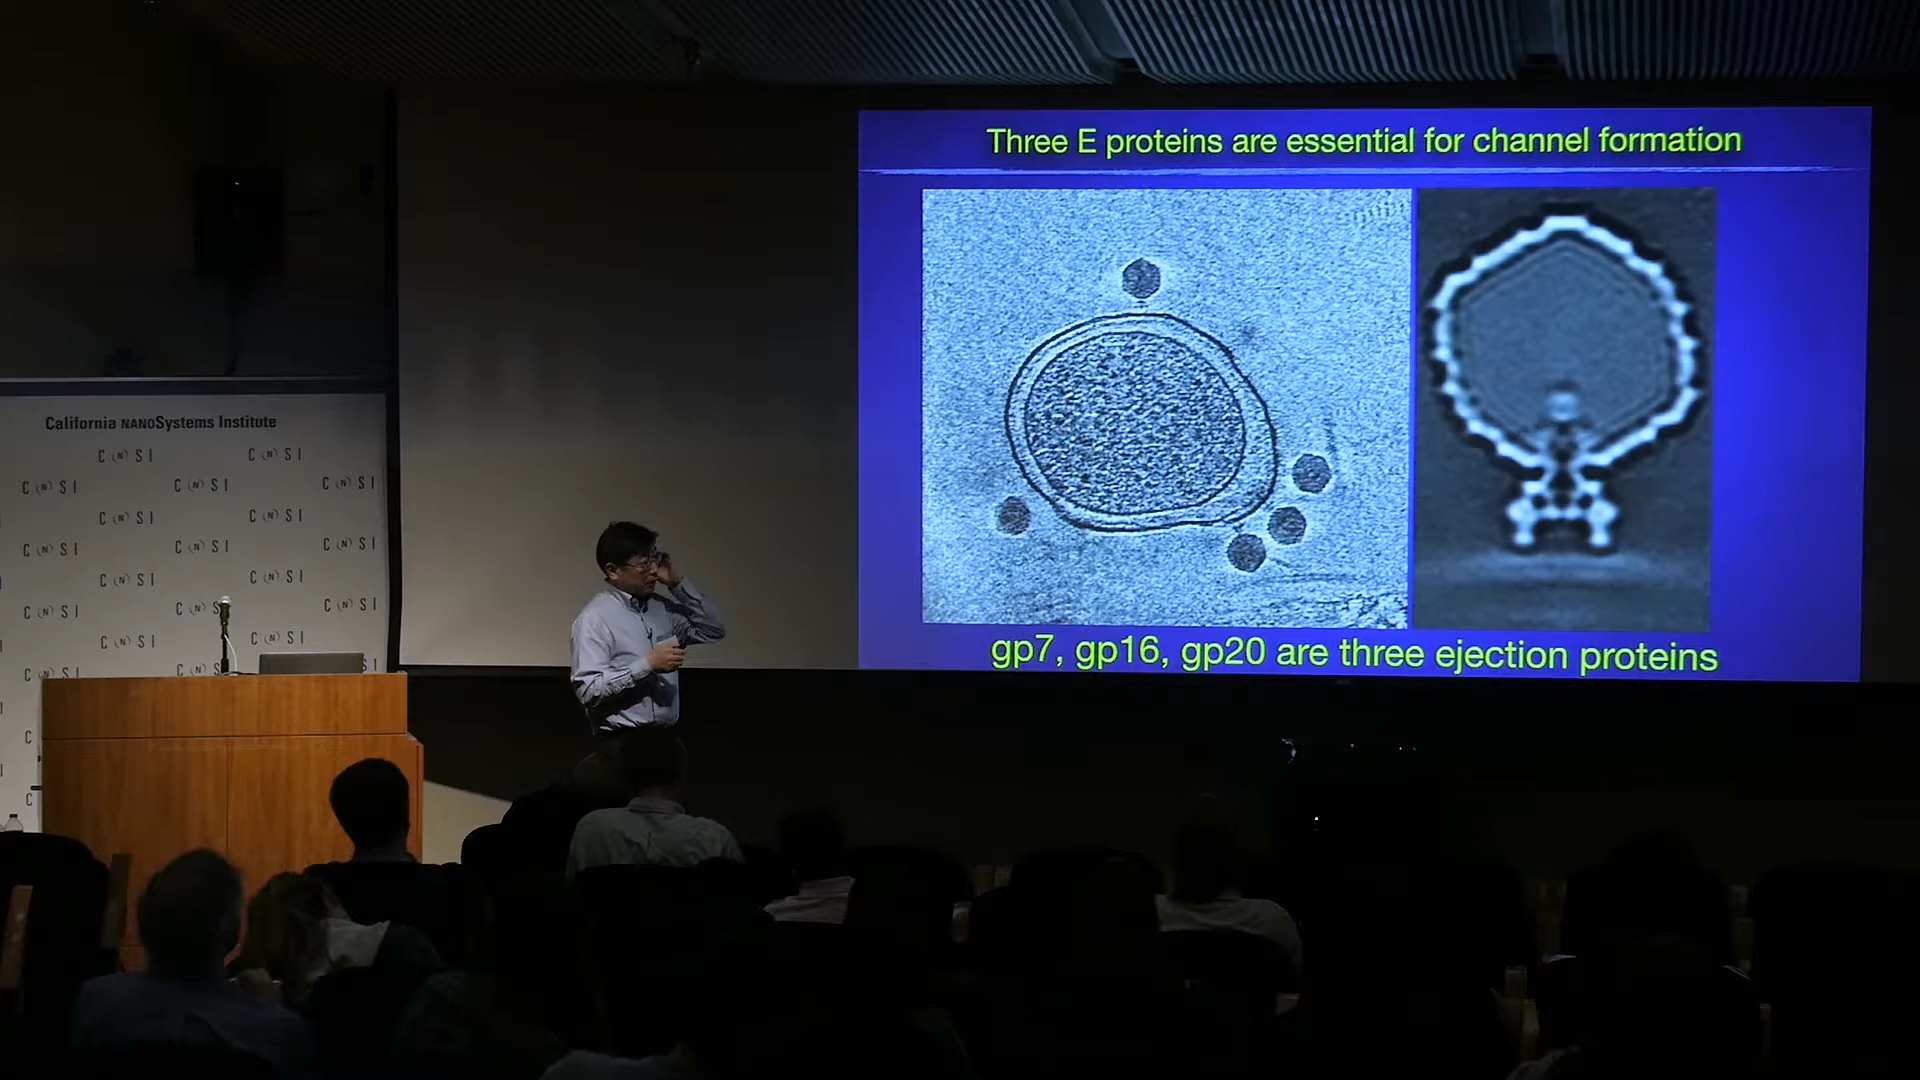 Three E proteins are essential for channel formation
gp7, gp16, gp20 are three ejection proteins
California NANOSystems Institute
C (N) S I C (N) S I
C (N) S I C (N) S I C (N) S I
C (N) S I C (N) S I
C (N) S I C (N) S I C (N) S I
C (N) S I C (N) S I
C (N) S I C (N) S C (N) S I
C (N) S I C (N) S I
C (N) S I C (N) S I
C
C